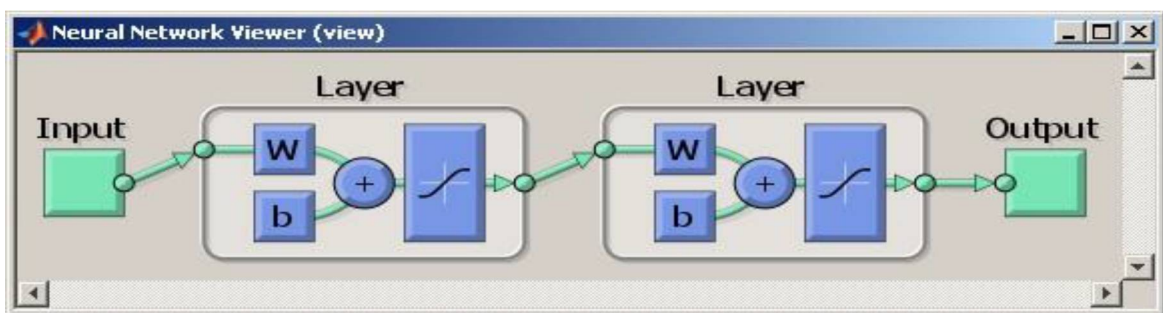 Neural Network Viewer (view)
Layer
Layer
Input
Output
W
b
+
W
b
+